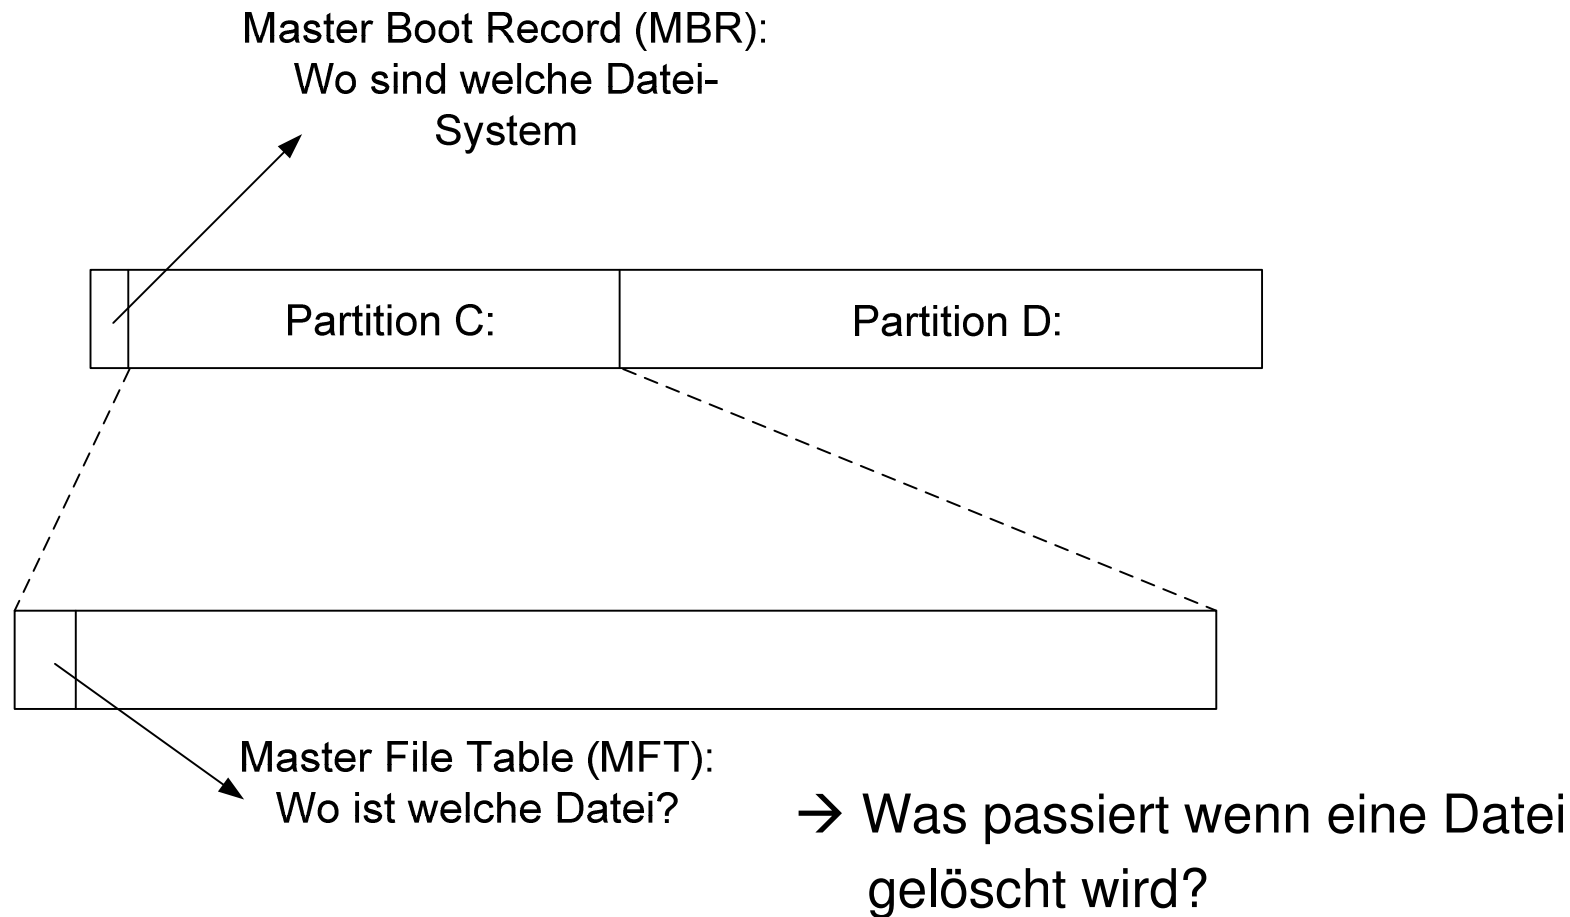 Master Boot Record (MBR):
Wo sind welche Datei-
System
Partition C:
Partition D:
Master File Table (MFT):
Wo ist welche Datei?
→ Was passiert wenn eine Datei
gelöscht wird?